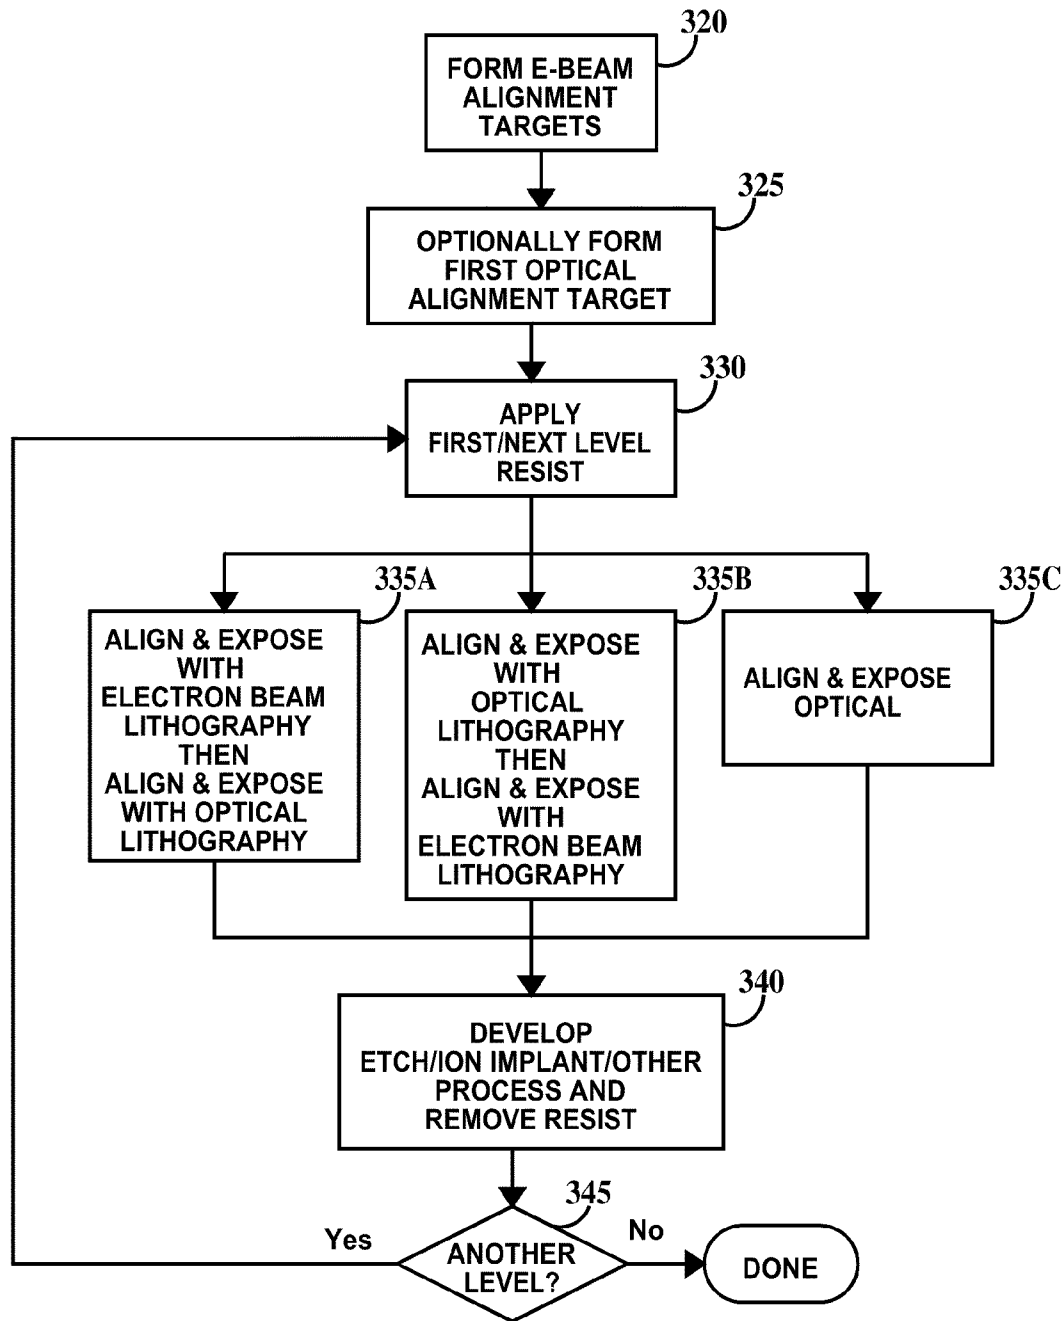 320
FORM E-BEAM
ALIGNMENT
TARGETS
325
OPTIONALLY FORM
FIRST OPTICAL
ALIGNMENT TARGET
330
APPLY
FIRST/NEXT LEVEL
RESIST
335A
ALIGN & EXPOSE
WITH
ELECTRON BEAM
LITHOGRAPHY
THEN
ALIGN & EXPOSE
WITH OPTICAL
LITHOGRAPHY
335B
ALIGN & EXPOSE
WITH
OPTICAL
LITHOGRAPHY
THEN
ALIGN & EXPOSE
WITH
ELECTRON BEAM
LITHOGRAPHY
335C
ALIGN & EXPOSE
OPTICAL
340
DEVELOP
ETCH/ION IMPLANT/OTHER
PROCESS AND
REMOVE RESIST
345
Yes
ANOTHER
LEVEL?
No
DONE